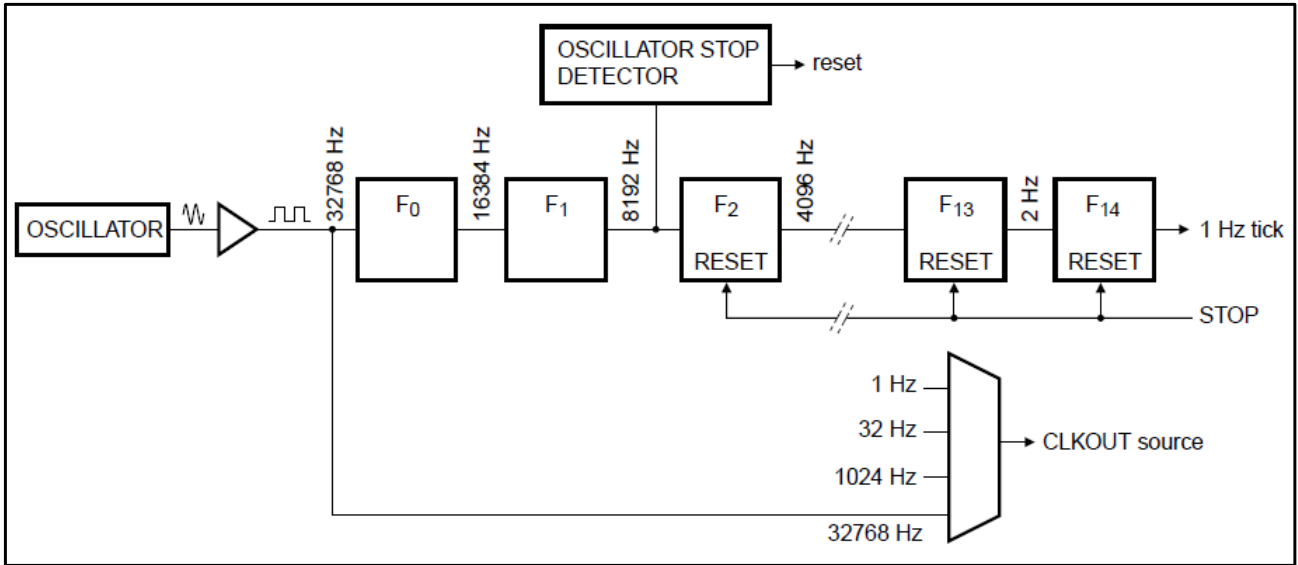 OSCILLATOR STOP
DETECTOR
reset
32768 Hz
16384 Hz
8192 Hz
4096 Hz
2 Hz
OSCILLATOR
F0
F1
F2
RESET
F13
RESET
F14
RESET
1 Hz tick
STOP
1 Hz
32 Hz
1024 Hz
32768 Hz
CLKOUT source